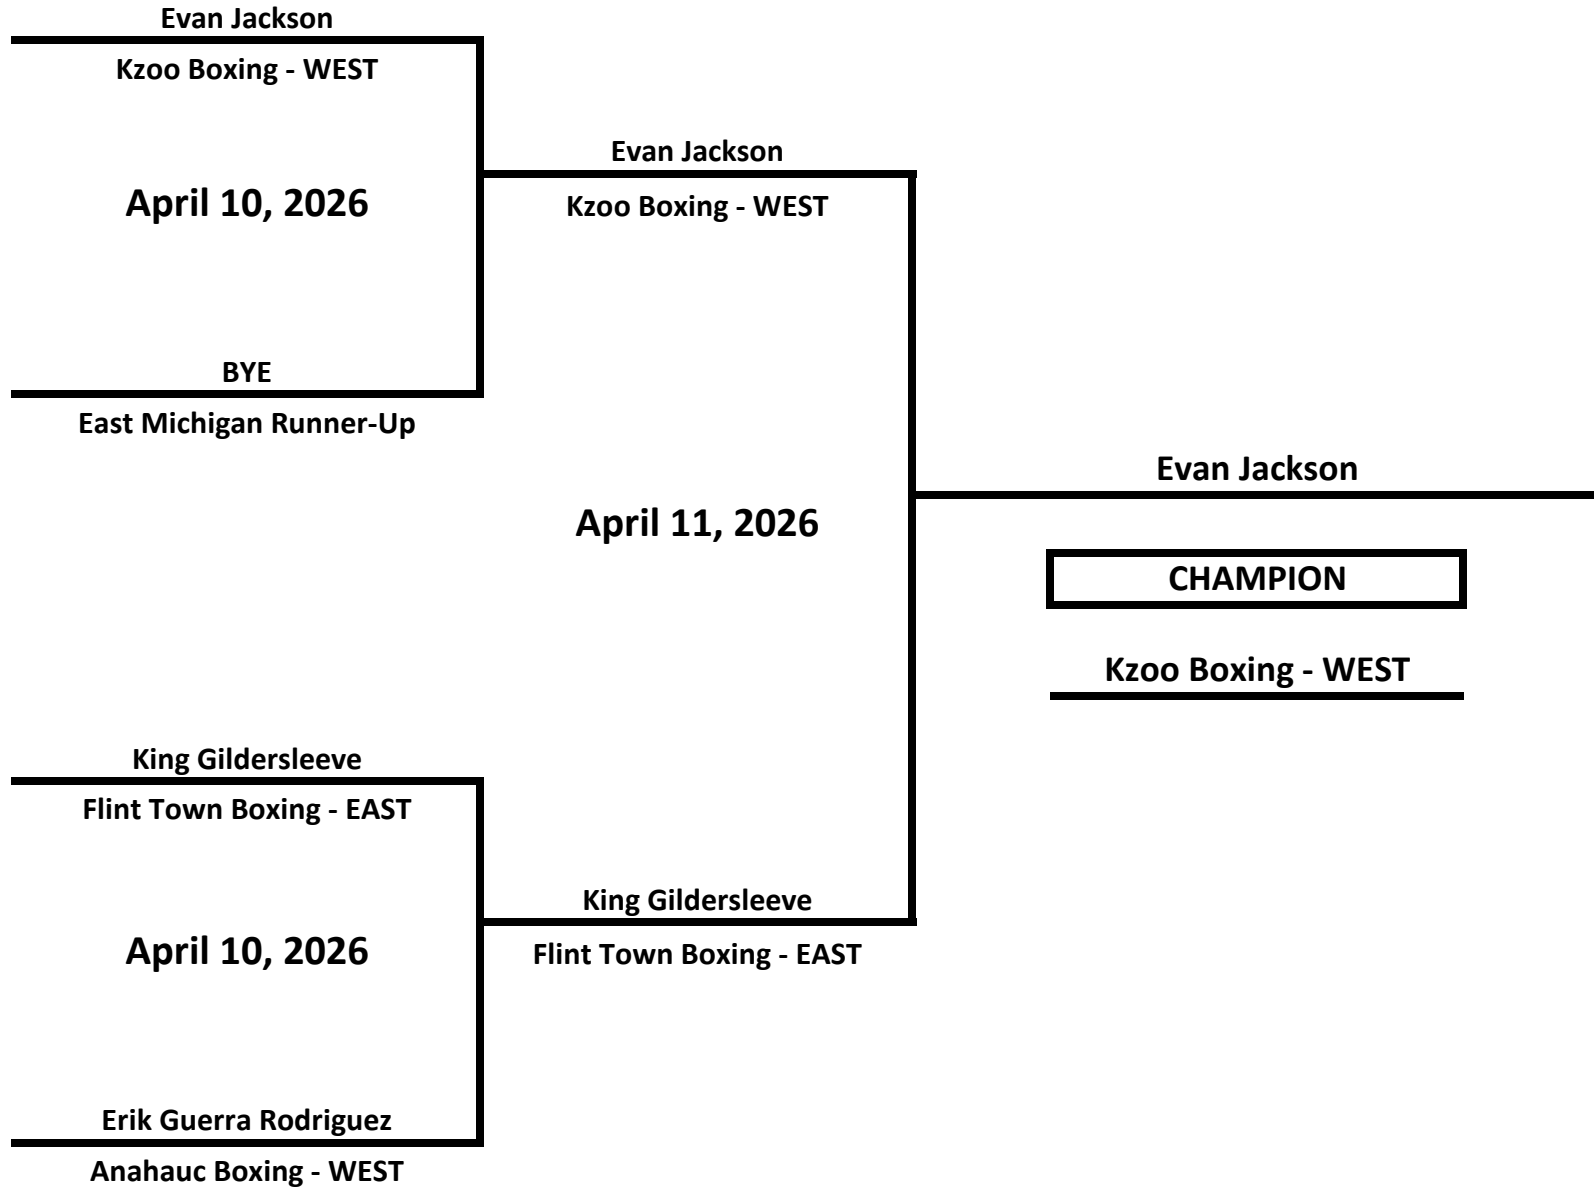 Evan Jackson
Kzoo Boxing - WEST
April 10, 2026
BYE
East Michigan Runner-Up
Evan Jackson
Kzoo Boxing - WEST
April 11, 2026
Evan Jackson
CHAMPION
Kzoo Boxing - WEST
King Gildersleeve
Flint Town Boxing - EAST
April 10, 2026
Erik Guerra Rodriguez
Anahauc Boxing - WEST
King Gildersleeve
Flint Town Boxing - EAST